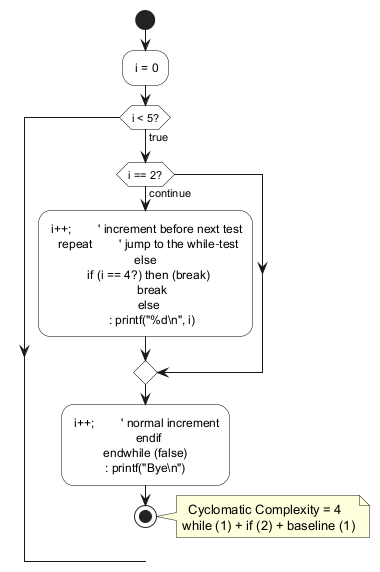 i = 0
i < 5?
true
i == 2?
continue
i++;        ' increment before next test
repeat        ' jump to the while-test
else
if (i == 4?) then (break)
break
else
: printf("%d\n", i)
i++;        ' normal increment
endif
endwhile (false)
: printf("Bye\n")
Cyclomatic Complexity = 4
while (1) + if (2) + baseline (1)